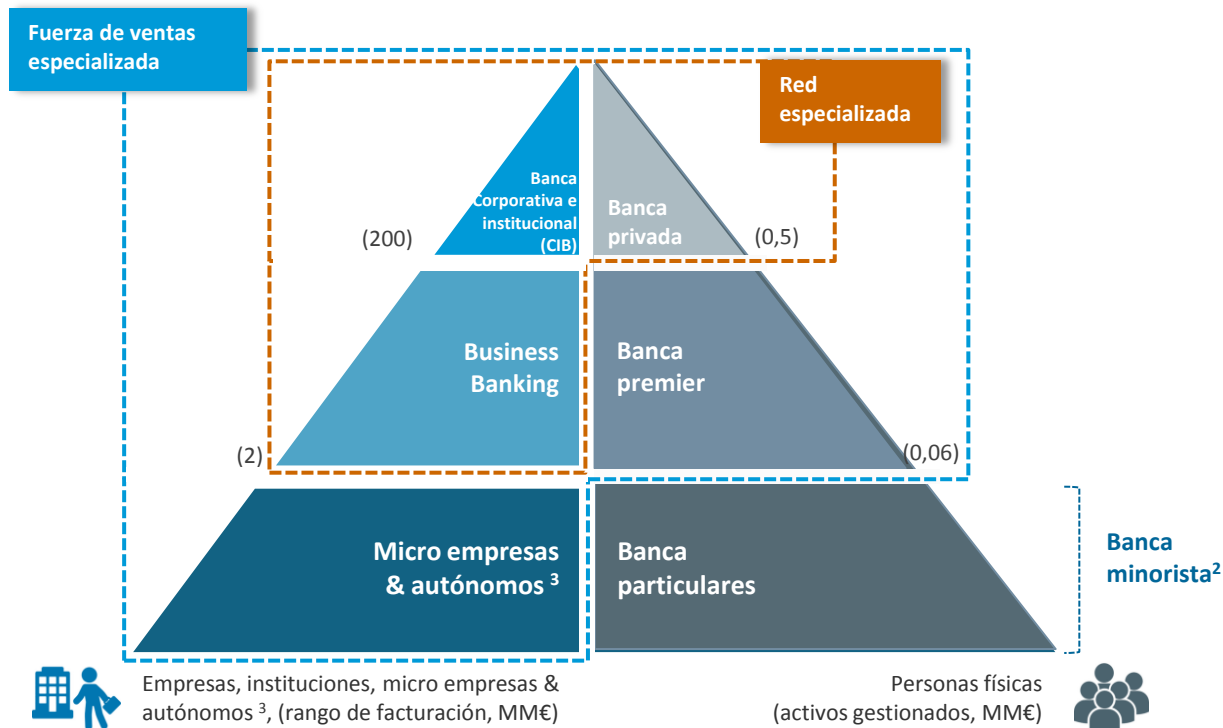 Fuerza de ventas
especializada
Red
especializada
Banca
Corporativa e
institucional
(CIB)
Banca
privada
(200)
(0,5)
Business
Banking
Banca
premier
(2)
(0,06)
Micro empresas
& autónomos ³
Banca
particulares
Banca
minorista²
Empresas, instituciones, micro empresas &
autónomos ³, (rango de facturación, MM€)
Personas físicas
(activos gestionados, MM€)